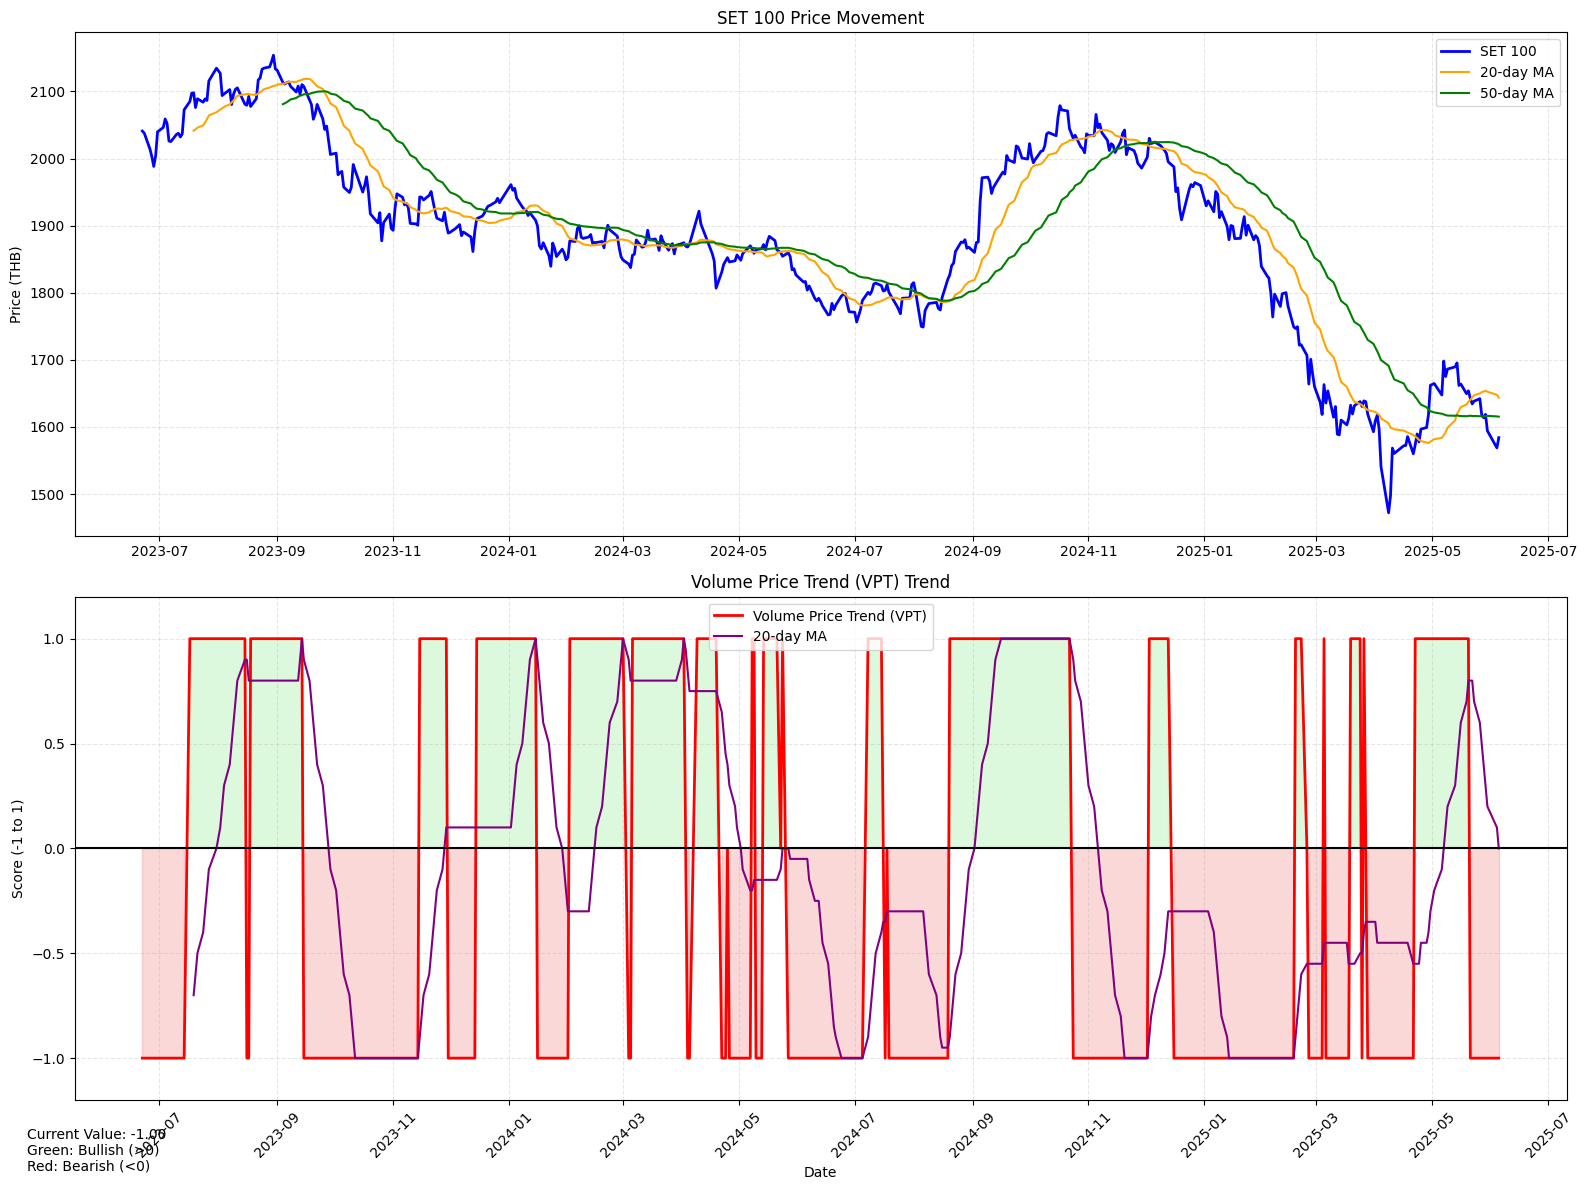 SET 100 Price Movement
SET 100
20-day MA
50-day MA
Price (THB)
2100
2000
1900
1800
1700
1600
1500
2023-07 2023-09 2023-11 2024-01 2024-03 2024-05 2024-07 2024-09 2024-11 2025-01 2025-03 2025-05 2025-07
Volume Price Trend (VPT) Trend
Volume Price Trend (VPT)
20-day MA
Score (-1 to 1)
1.0
0.5
0.0
−0.5
−1.0
2023-07 2023-09 2023-11 2024-01 2024-03 2024-05 2024-07 2024-09 2024-11 2025-01 2025-03 2025-05 2025-07
Date
Current Value: -1.00
Green: Bullish (>0)
Red: Bearish (<0)